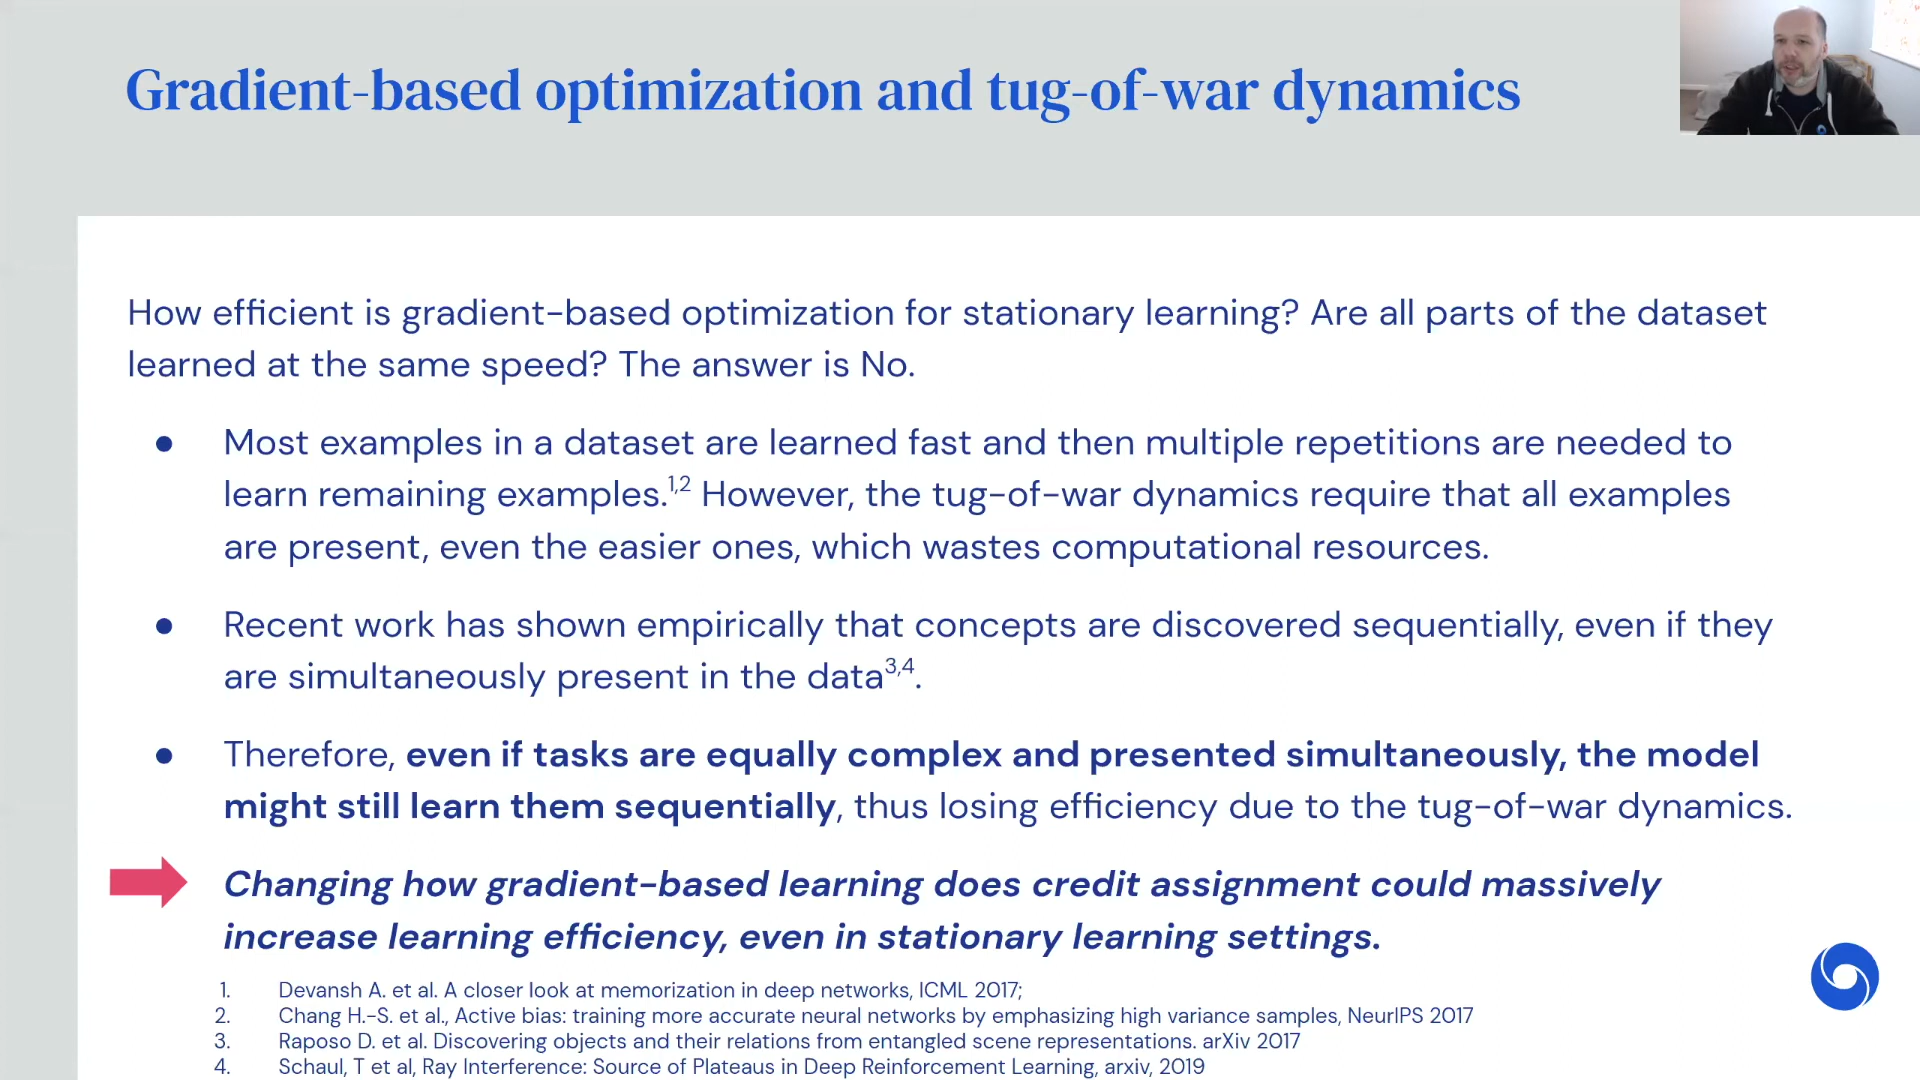 Gradient-based optimization and tug-of-war dynamics
How efficient is gradient-based optimization for stationary learning? Are all parts of the dataset
learned at the same speed? The answer is No.
● Most examples in a dataset are learned fast and then multiple repetitions are needed to
learn remaining examples.1,2 However, the tug-of-war dynamics require that all examples
are present, even the easier ones, which wastes computational resources.
● Recent work has shown empirically that concepts are discovered sequentially, even if they
are simultaneously present in the data3,4.
● Therefore, even if tasks are equally complex and presented simultaneously, the model
might still learn them sequentially, thus losing efficiency due to the tug-of-war dynamics.
Changing how gradient-based learning does credit assignment could massively
increase learning efficiency, even in stationary learning settings.
1. Devansh A. et al. A closer look at memorization in deep networks, ICML 2017;
2. Chang H.-S. et al., Active bias: training more accurate neural networks by emphasizing high variance samples, NeurIPS 2017
3. Raposo D. et al. Discovering objects and their relations from entangled scene representations. arXiv 2017
4. Schaul, T et al, Ray Interference: Source of Plateaus in Deep Reinforcement Learning, arxiv, 2019